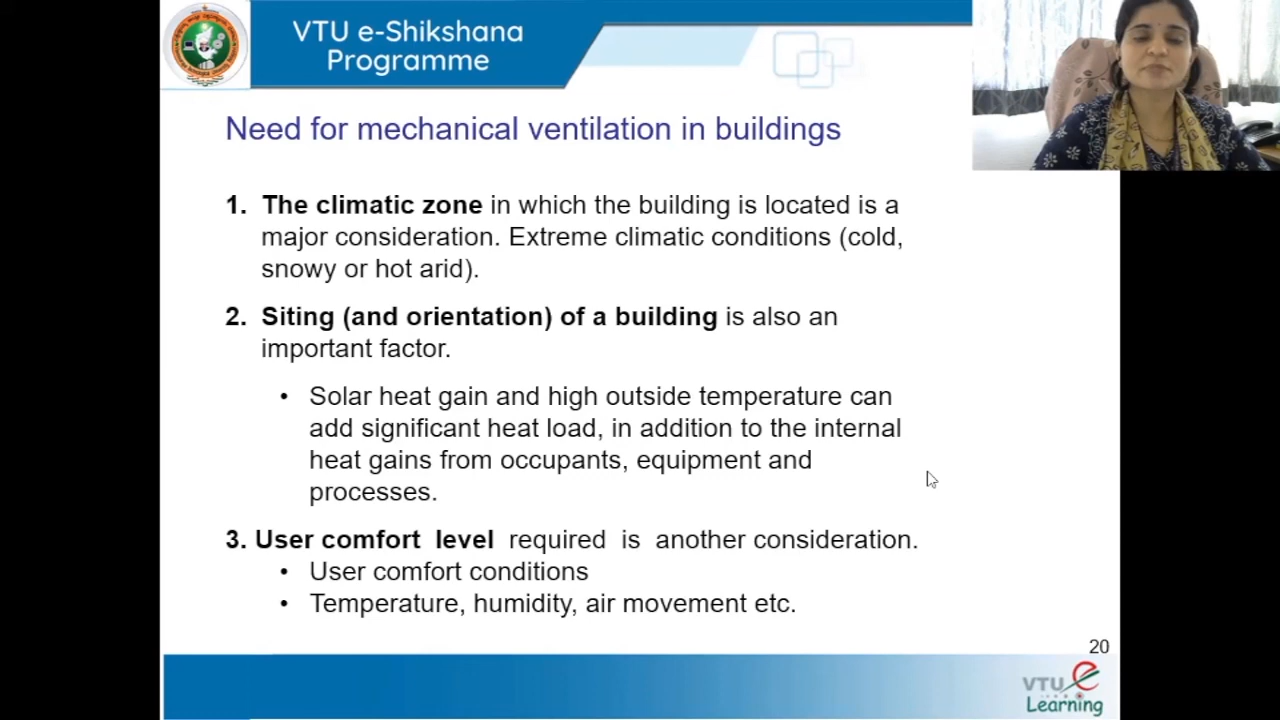 VTU e-Shikshana
Programme
Need for mechanical ventilation in buildings
1. The climatic zone in which the building is located is a
major consideration. Extreme climatic conditions (cold,
snowy or hot arid).
2. Siting (and orientation) of a building is also an
important factor.
• Solar heat gain and high outside temperature can
add significant heat load, in addition to the internal
heat gains from occupants, equipment and
processes.
3. User comfort level required is another consideration.
• User comfort conditions
• Temperature, humidity, air movement etc.
20
VTU e
Learning